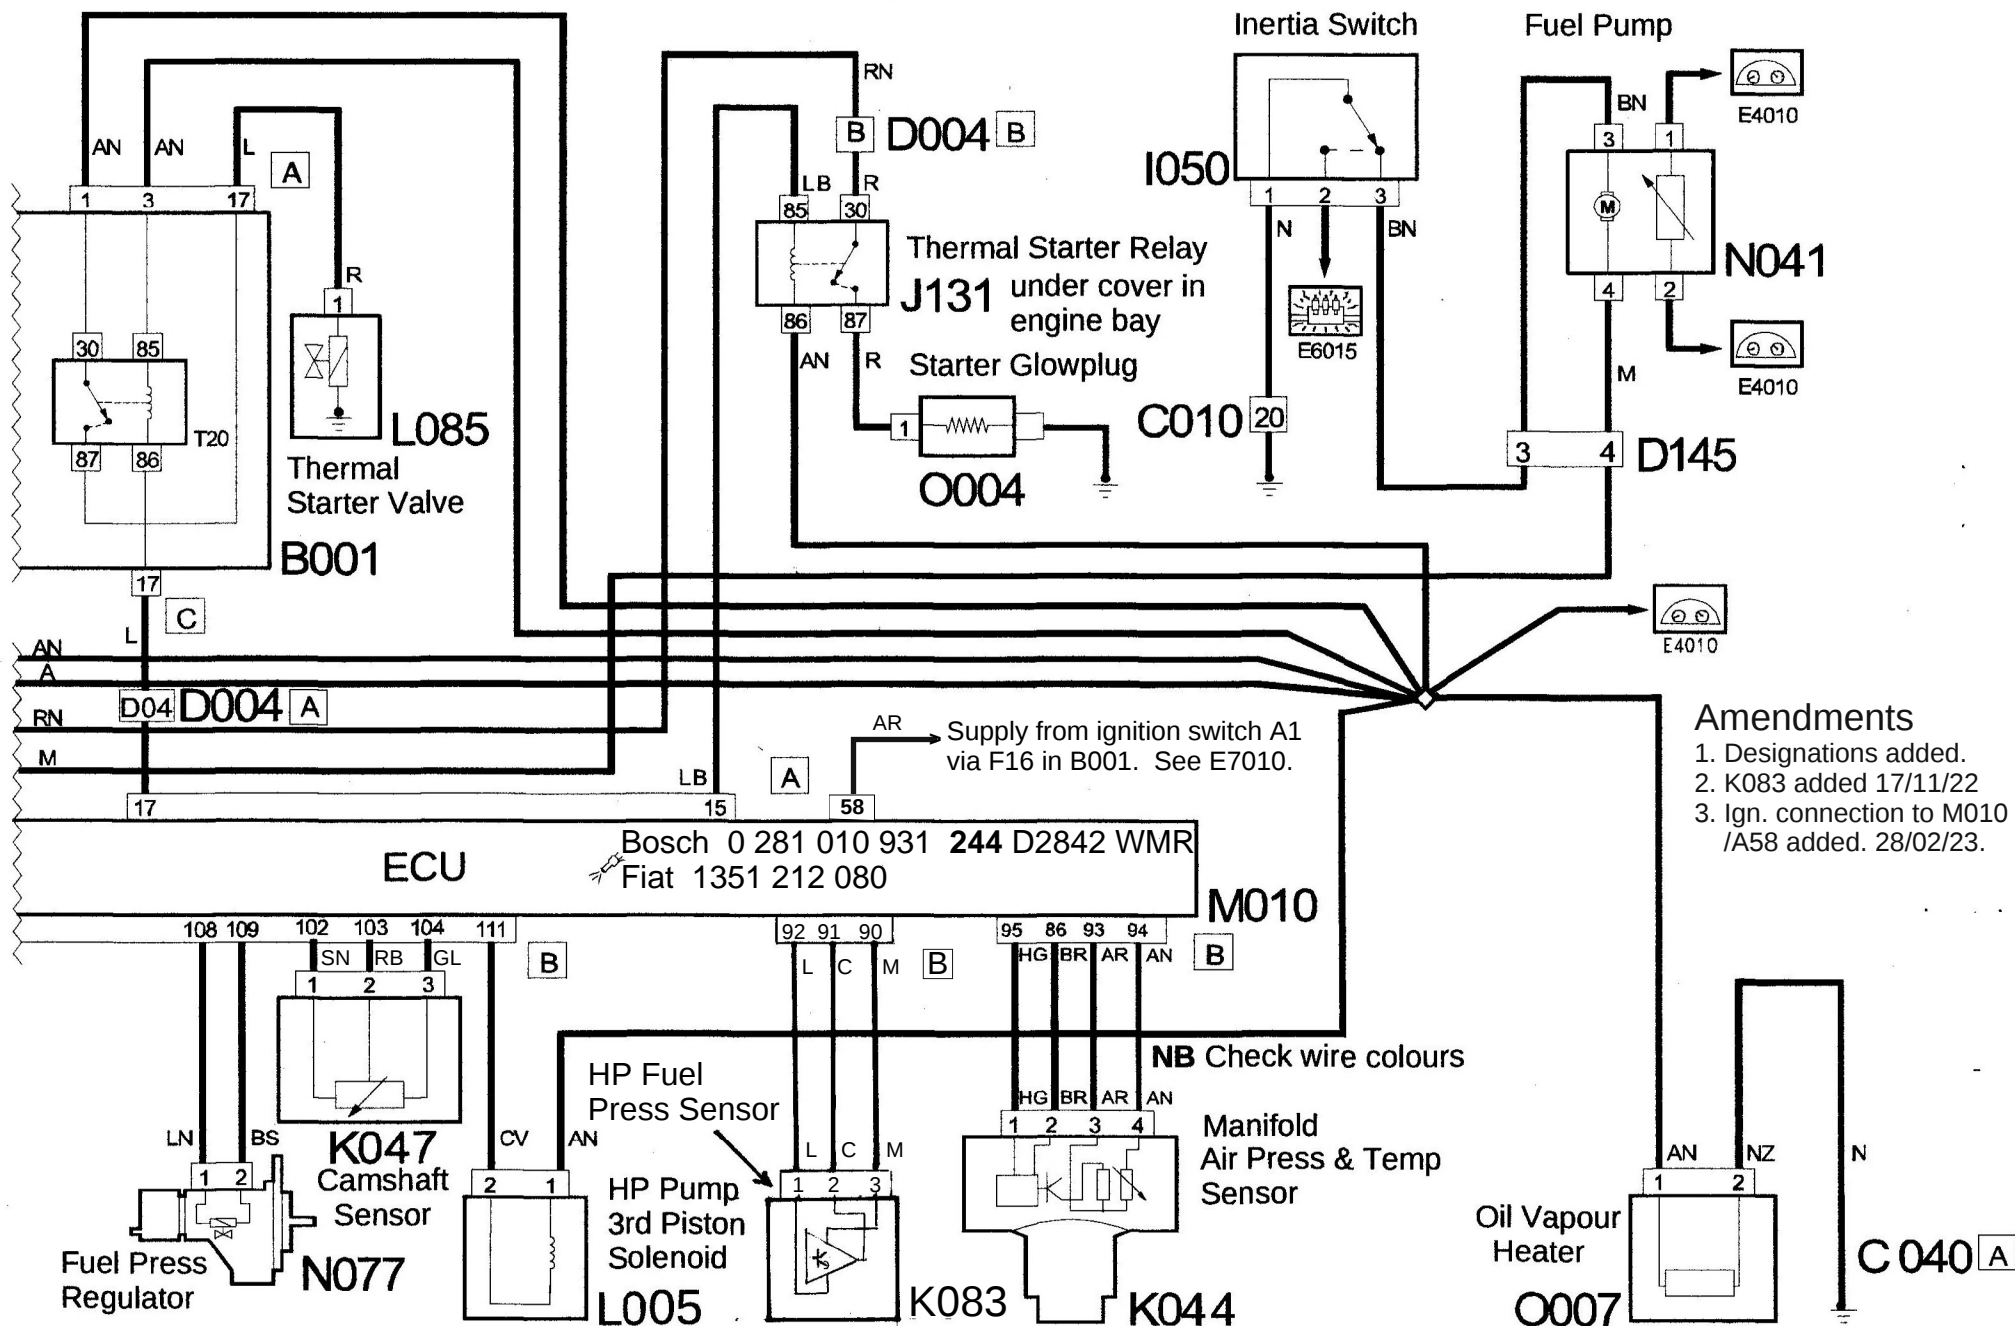 Inertia Switch
Fuel Pump
RN
BN
E4010
AN AN L
A
B D004 B
3 1
I050
LB R
1 3 17
85 30
1 2 3
M
N BN
R
Thermal Starter Relay
J131 under cover in
engine bay
N041
1
4 2
86 87
E6015
30 85
AN R
Starter Glowplug
M
E4010
T20
L085
1
C010 20
87 86
Thermal
Starter Valve
3 4 D145
O004
B001
17
C
L
E4010
AN
A
D04 D004 A
RN
AR
Supply from ignition switch A1
via F16 in B001. See E7010.
Amendments
1. Designations added.
2. K083 added 17/11/22
3. Ign. connection to M010
/A58 added. 28/02/23.
M
LB
A
17 15 58
ECU
Bosch 0 281 010 931 244 D2842 WMR
Fiat 1351 212 080
M010
108 109 102 103 104 111
92 91 90
95 86 93 94
SN RB GL
B
L C M
B
HG BR AR AN
B
1 2 3
NB Check wire colours
HP Fuel
Press Sensor
HG BR AR AN
LN BS
K047
Camshaft
Sensor
CV AN
L C M
1 2 3 4
Manifold
Air Press & Temp
Sensor
AN NZ N
1 2
2 1
HP Pump
3rd Piston
Solenoid
1 2 3
1 2
Oil Vapour
Heater
C 040 A
Fuel Press
Regulator
N077
L005
K083
K044
O007